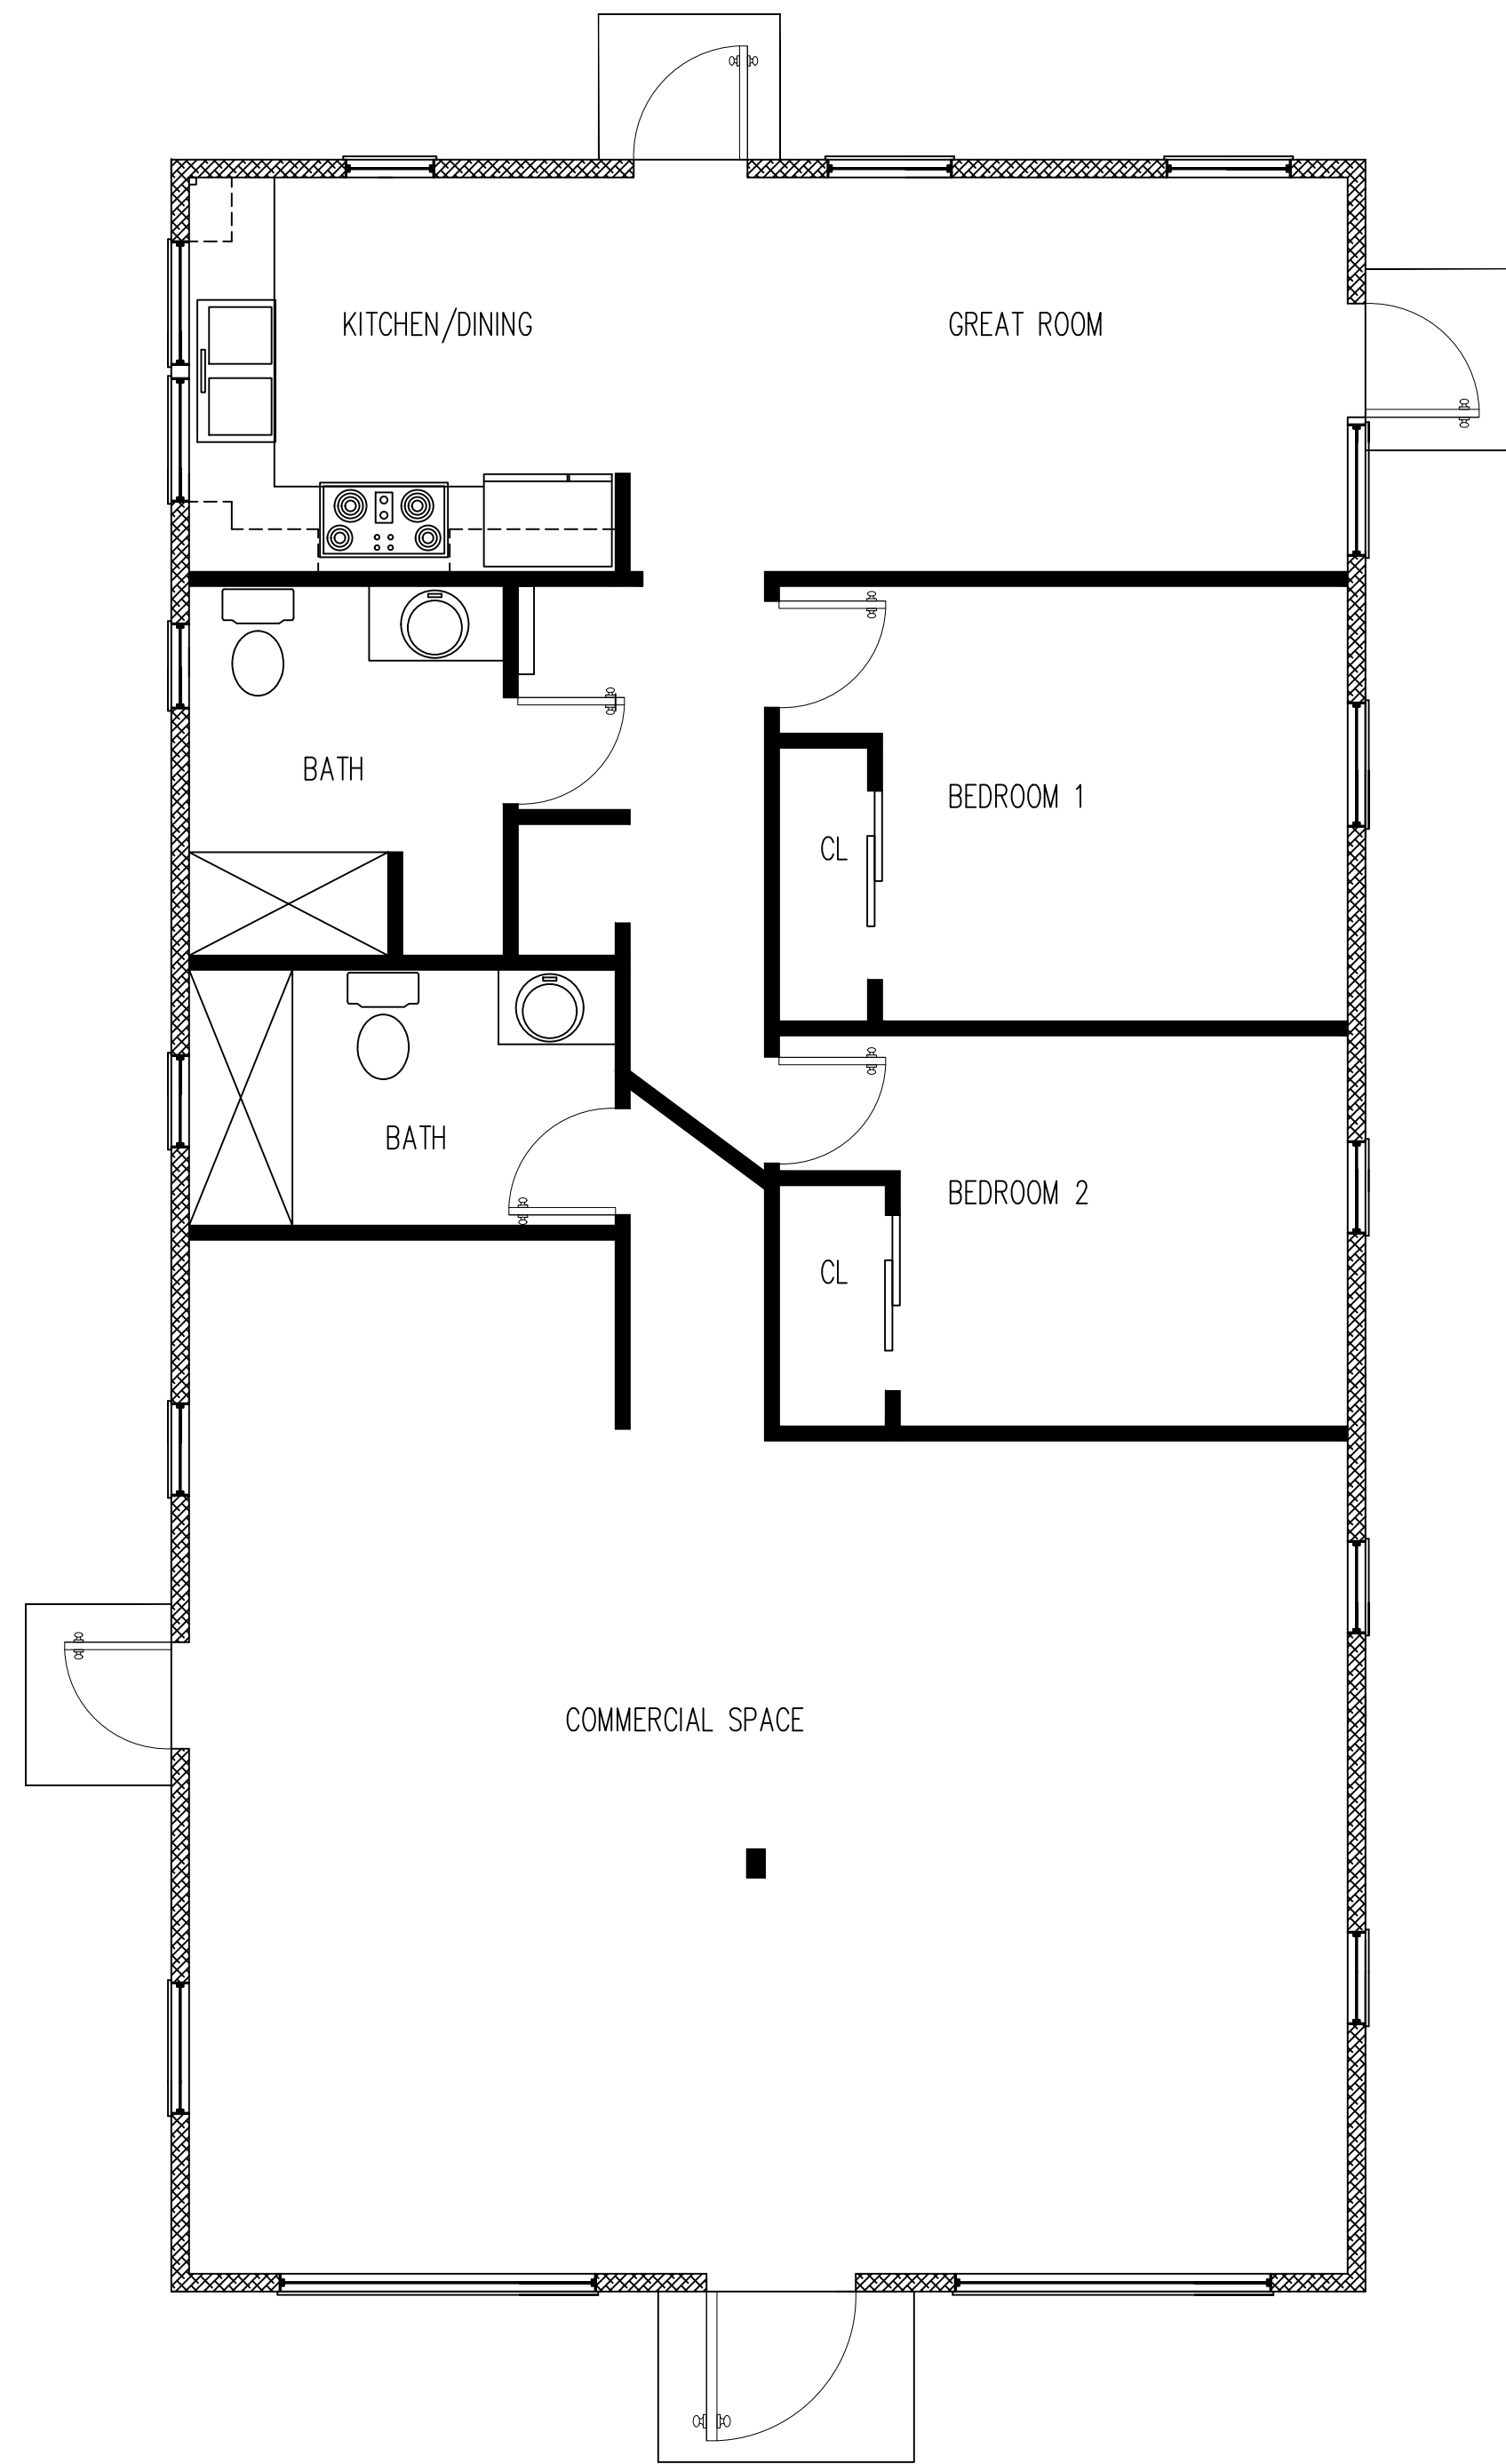 KITCHEN/DINING
GREAT ROOM
BATH
BEDROOM 1
CL
BATH
BEDROOM 2
CL
COMMERCIAL SPACE